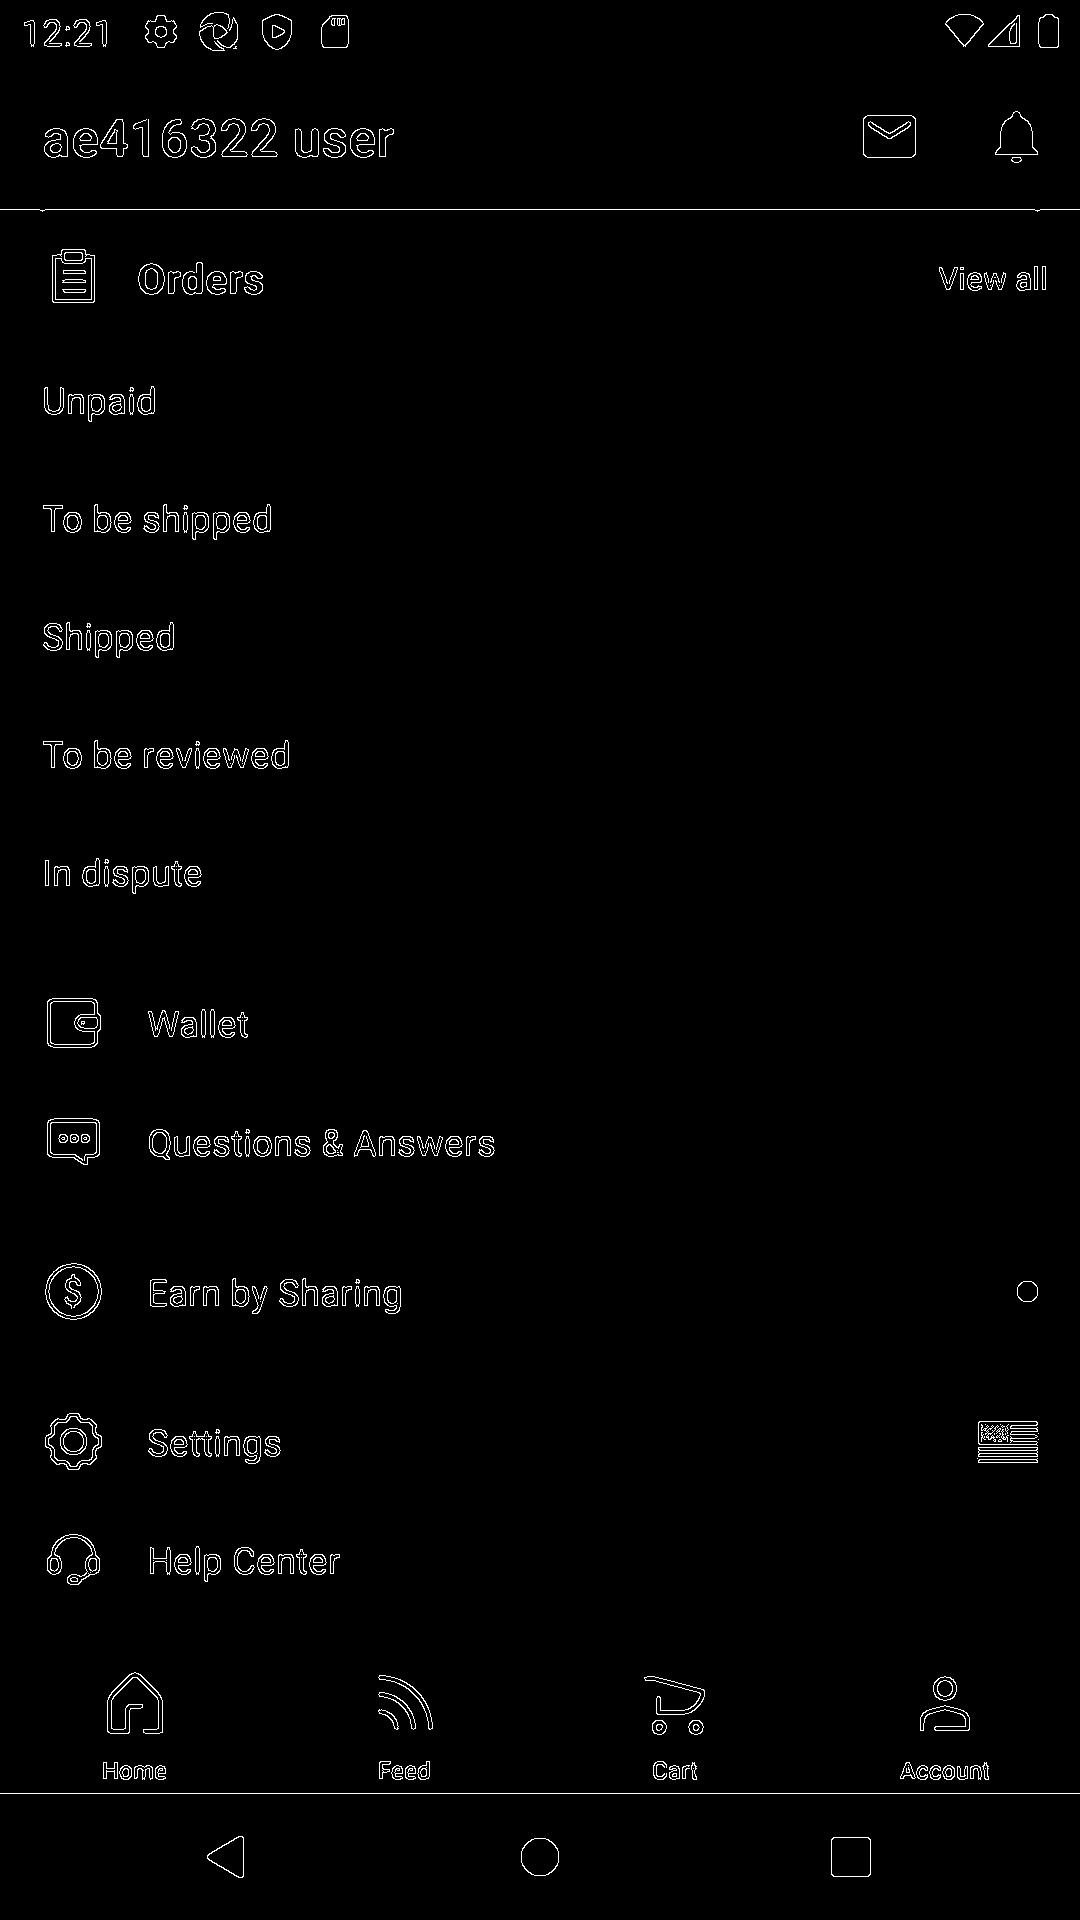 12:21
ae416322 user
Orders
View all
Unpaid
To be shipped
Shipped
To be reviewed
In dispute
Wallet
Questions & Answers
Earn by Sharing
Settings
Help Center
Home
Feed
Cart
Account